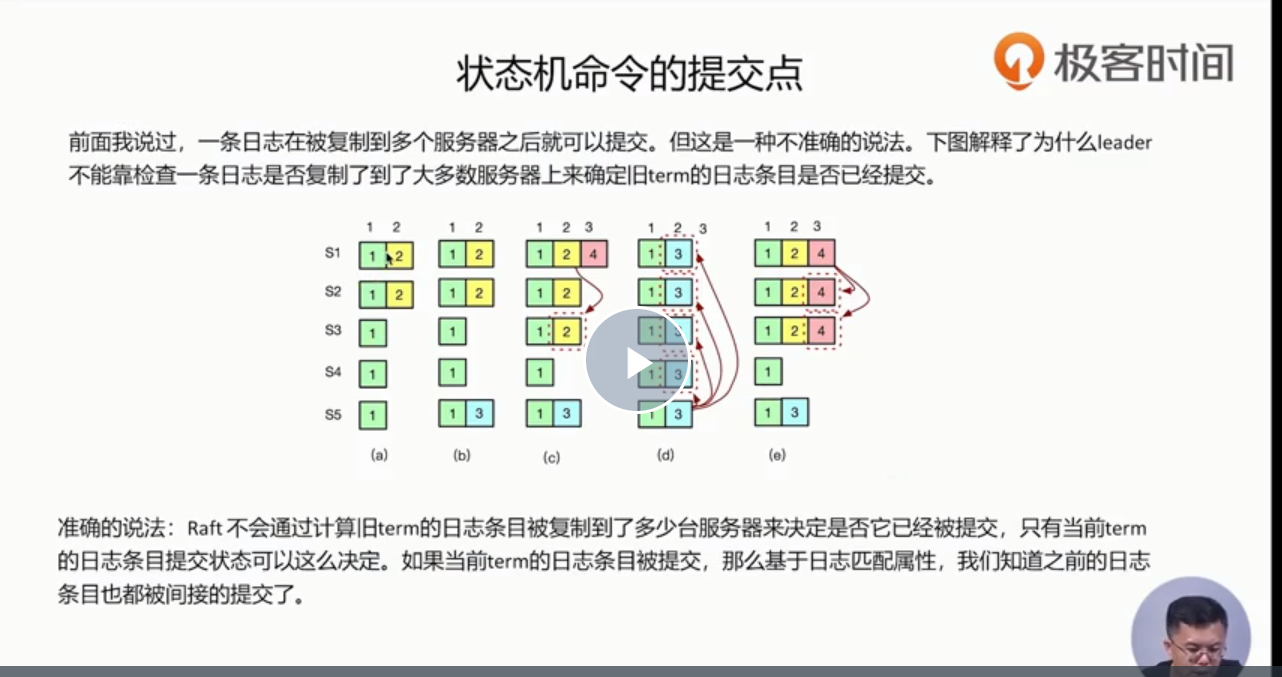 极客时间
状态机命令的提交点
前面我说过，一条日志在被复制到多个服务器之后就可以提交。但这是一种不准确的说法。下图解释了为什么leader
不能靠检查一条日志是否复制了到了大多数服务器上来确定旧term的日志条目是否已经提交。
1 2 1 2 1 2 3 1 2 3 1 2 3
S1 1 2 1 2 1 2 4 1 3 1 2 4
S2 1 2 1 2 1 2 1 3 1 2 4
S3 1 1 1 2 1 3 1 2 4
S4 1 1 1 1 3 1
S5 1 1 3 1 3 1 3 1 3
(a) (b) (c) (d) (e)
准确的说法：Raft 不会通过计算旧term的日志条目被复制到了多少台服务器来决定是否它已经被提交，只有当前term
的日志条目提交状态可以这么决定。如果当前term的日志条目被提交，那么基于日志匹配属性，我们知道之前的日志
条目也都被间接的提交了。